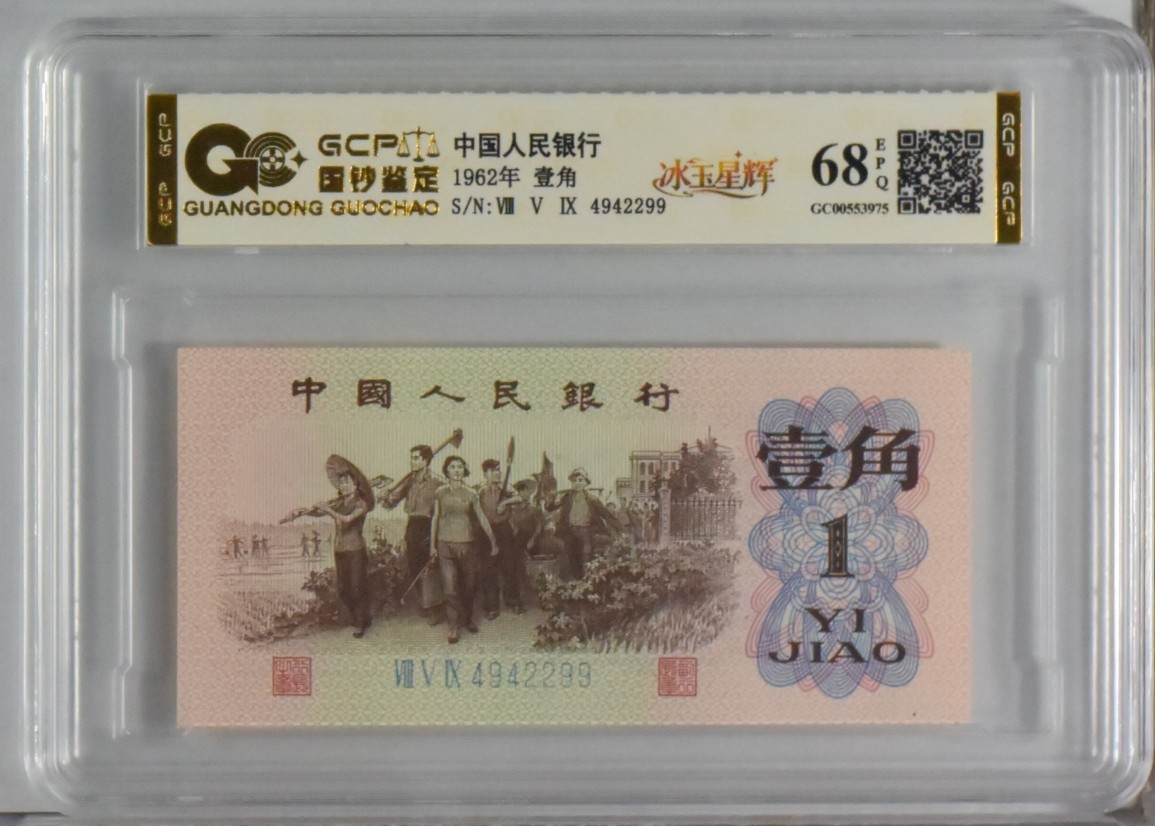 GCP 国钞鉴定
GUANGDONG GUOCHAO
中国人民银行
1962年 壹角
S/N:Ⅷ Ⅴ Ⅸ 4942299
冰玉星辉
68 EPQ
GC00553975
GCP
GCP
GCP
GCP
中國人民銀行
壹角
1
YI
JIAO
Ⅷ Ⅴ Ⅸ 4942299